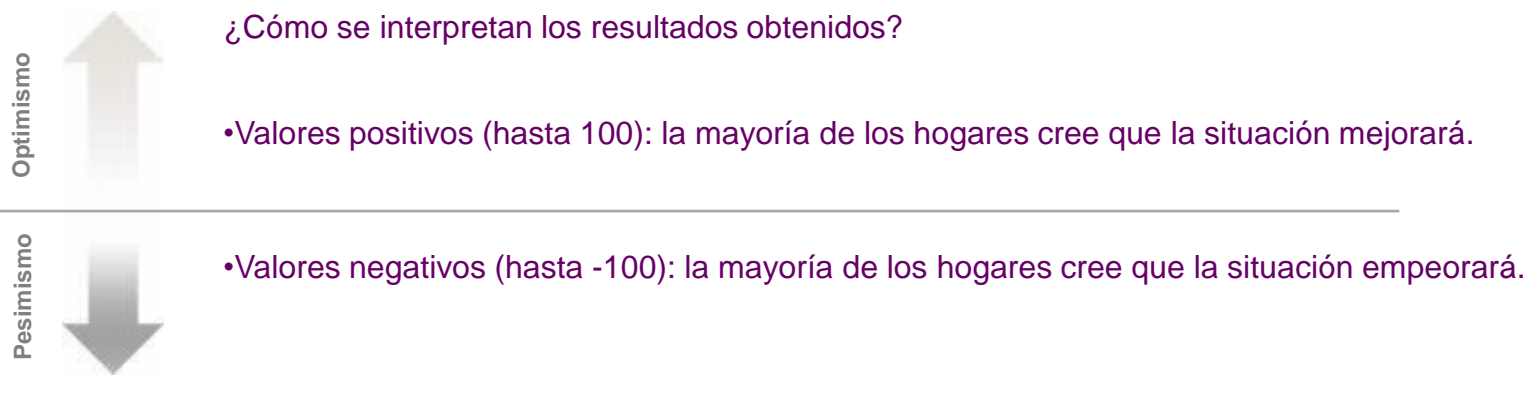 ¿Cómo se interpretan los resultados obtenidos?
Optimismo
•Valores positivos (hasta 100): la mayoría de los hogares cree que la situación mejorará.
Pesimismo
•Valores negativos (hasta -100): la mayoría de los hogares cree que la situación empeorará.